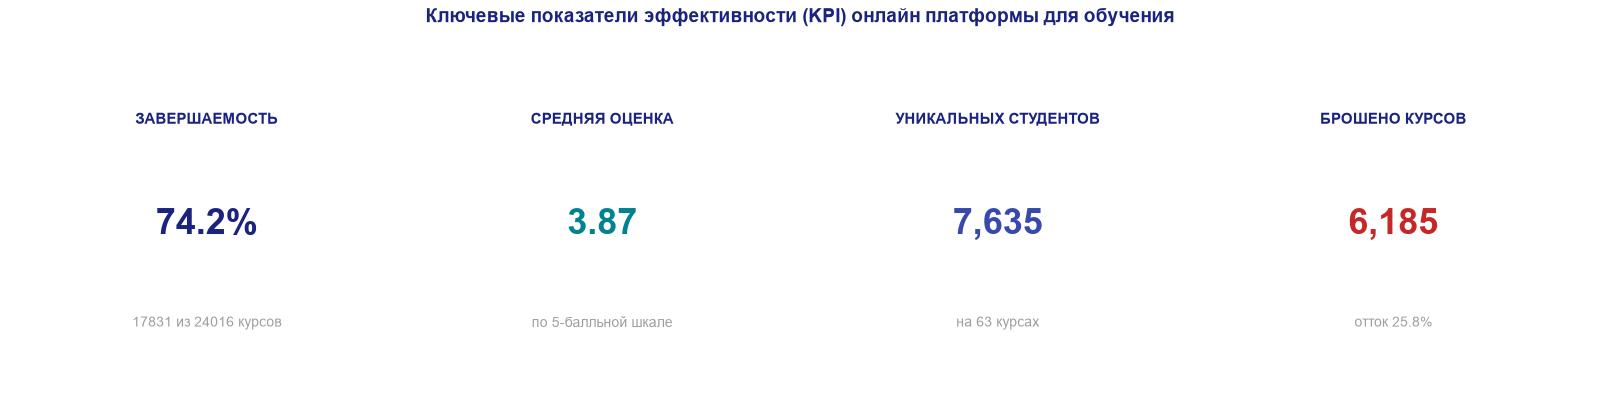 Ключевые показатели эффективности (KPI) онлайн платформы для обучения
ЗАВЕРШАЕМОСТЬ
74.2%
17831 из 24016 курсов
СРЕДНЯЯ ОЦЕНКА
3.87
по 5-балльной шкале
УНИКАЛЬНЫХ СТУДЕНТОВ
7,635
на 63 курсах
БРОШЕНО КУРСОВ
6,185
отток 25.8%